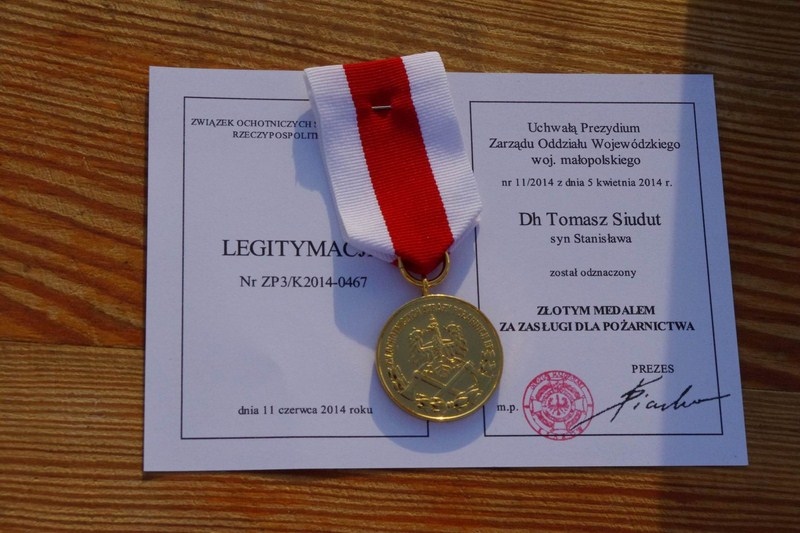 ZWIĄZEK OCHOTNICZYCH
RZECZYPOSPOLIT
LEGITYMACJ
Nr ZP3/K2014-0467
dnia 11 czerwca 2014 roku
Uchwałą Prezydium
Zarządu Oddziału Wojewódzkiego
woj. małopolskiego
nr 11/2014 z dnia 5 kwietnia 2014 r.
Dh Tomasz Siudut
syn Stanisława
został odznaczony
ZŁOTYM MEDALEM
ZA ZASŁUGI DLA POŻARNICTWA
PREZES
m.p.